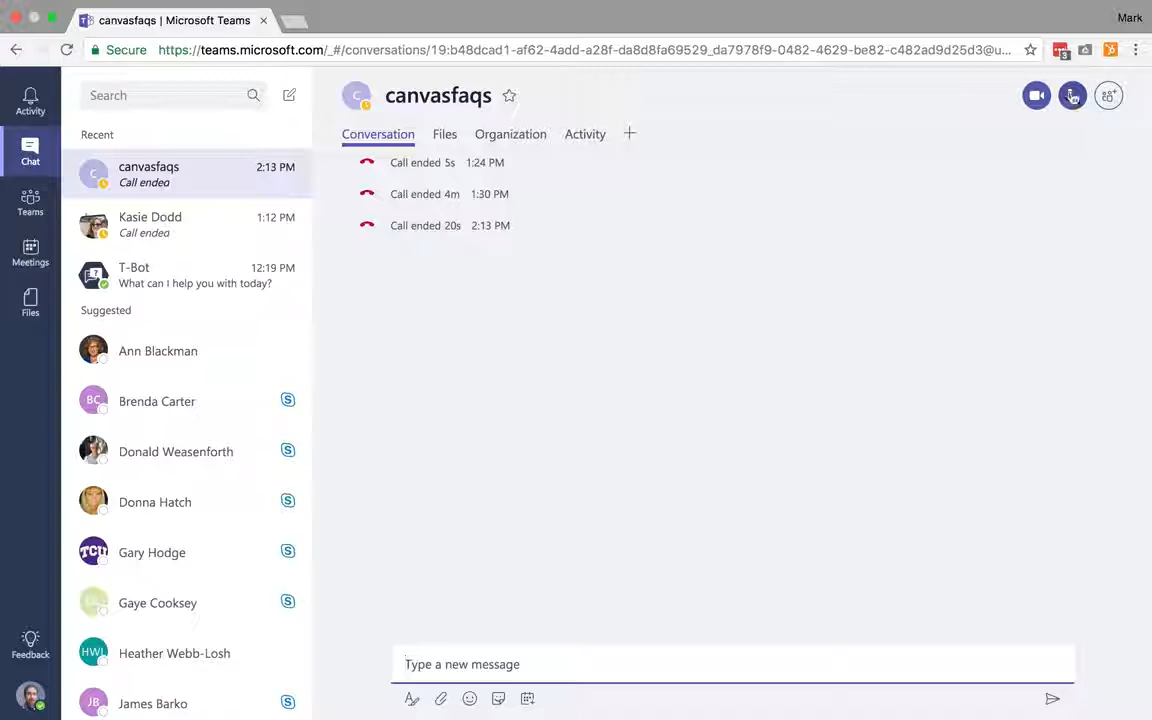 canvasfaqs | Microsoft Teams
Mark
Secure https://teams.microsoft.com/_#/conversations/19:b48dcad1-af62-4add-a28f-da8d8fa69529_da7978f9-0482-4629-be82-c482ad9d25d3@u...
3
Activity
Chat
Teams
Meetings
Files
Feedback
Search
Recent
C
canvasfaqs 2:13 PM
Call ended
Kasie Dodd 1:12 PM
Call ended
T-Bot 12:19 PM
What can I help you with today?
Suggested
Ann Blackman
BC Brenda Carter
Donald Weasenforth
Donna Hatch
TCU Gary Hodge
Gaye Cooksey
HWL Heather Webb-Losh
JB James Barko
C canvasfaqs
Conversation Files Organization Activity
Call ended 5s 1:24 PM
Call ended 4m 1:30 PM
Call ended 20s 2:13 PM
Type a new message